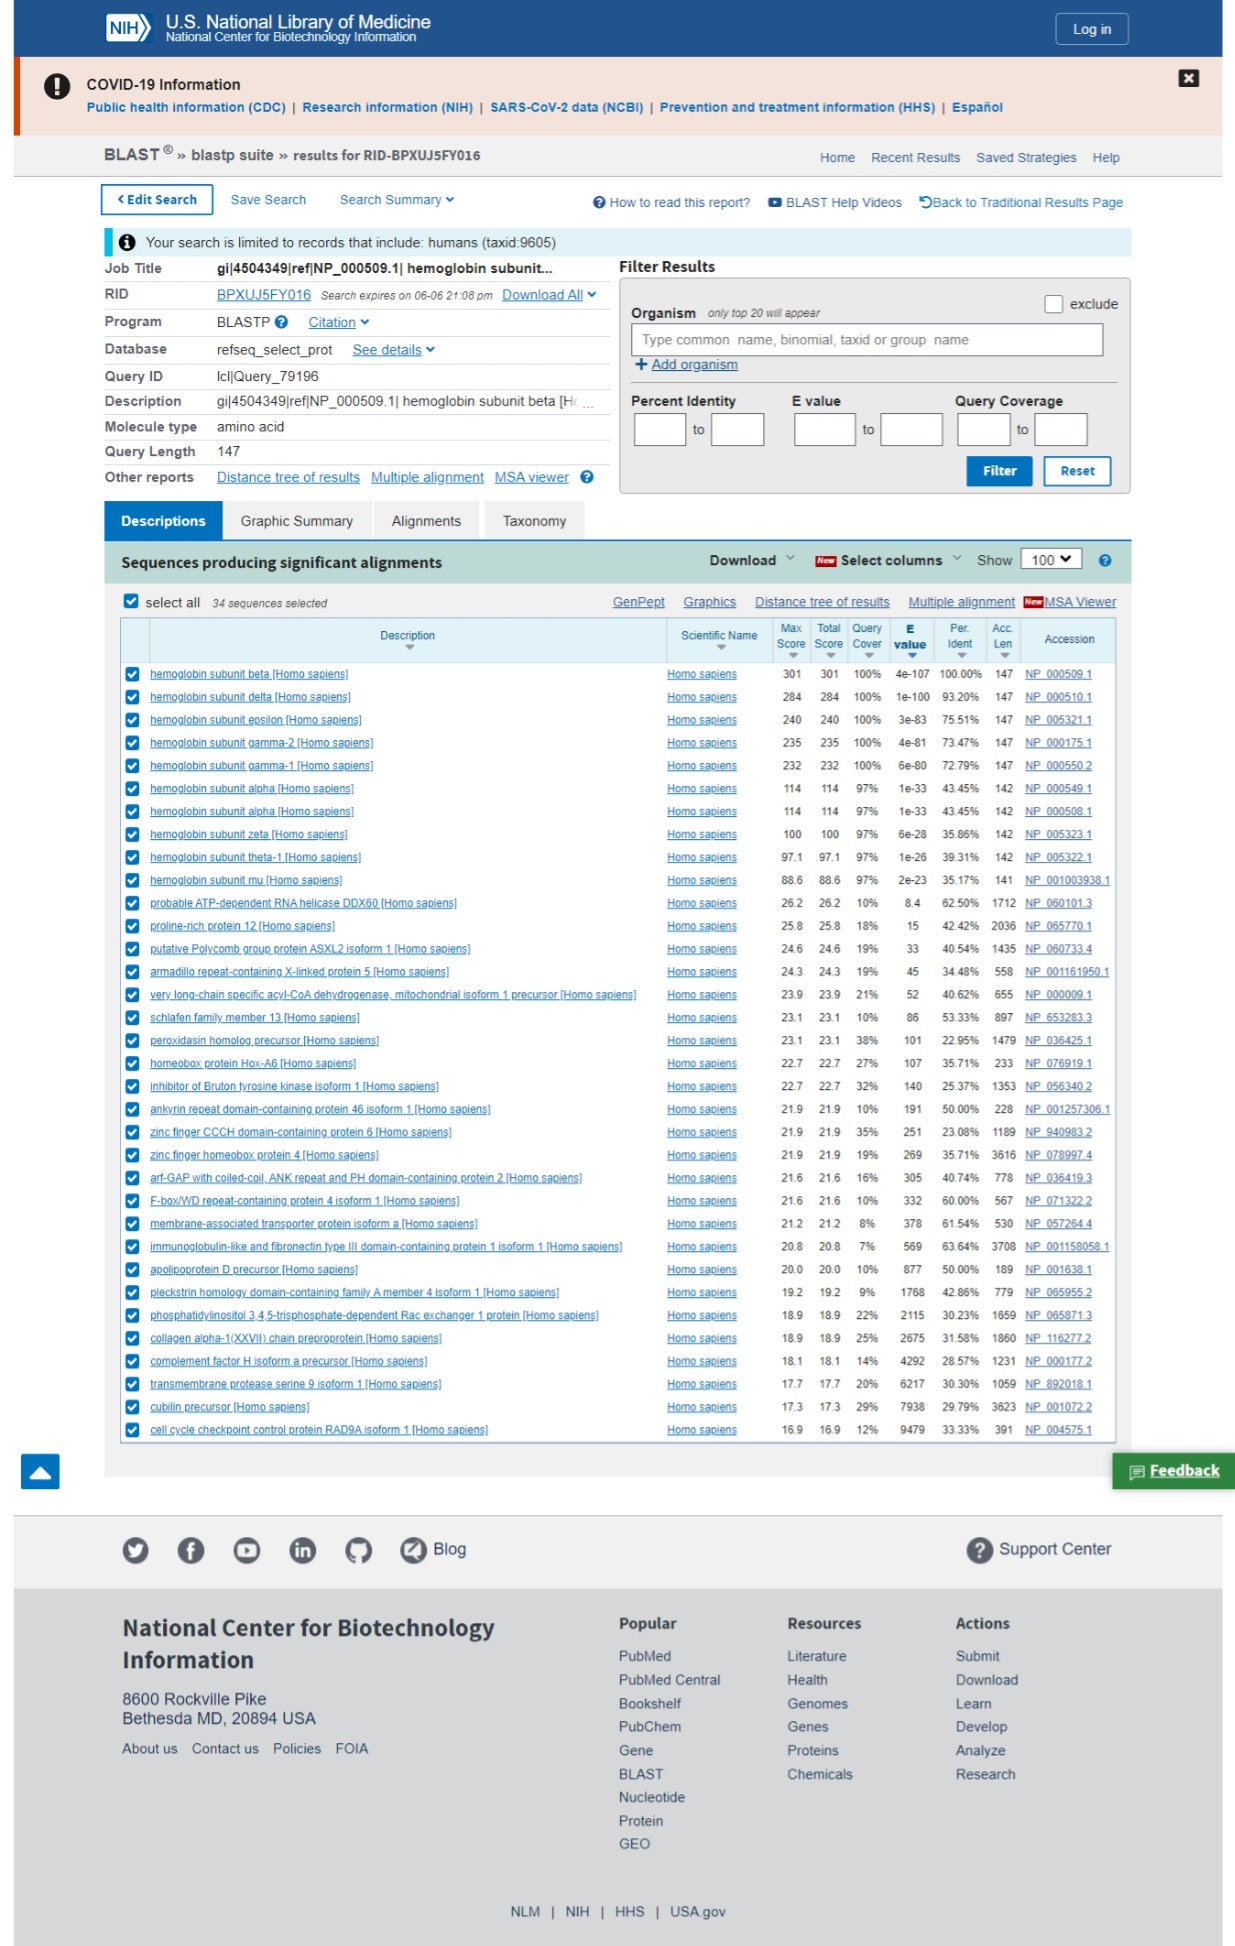 NIH U.S. National Library of Medicine
National Center for Biotechnology Information
Log in
COVID-19 Information
Public health information (CDC) | Research information (NIH) | SARS-CoV-2 data (NCBI) | Prevention and treatment information (HHS) | Español
BLAST ® » blastp suite » results for RID-BPXUJ5FY016
Home Recent Results Saved Strategies Help
Edit Search Save Search Search Summary
How to read this report? BLAST Help Videos Back to Traditional Results Page
Your search is limited to records that include: humans (taxid:9605)
Job Title gi|4504349|ref|NP_000509.1| hemoglobin subunit...
RID BPXUJ5FY016 Search expires on 06-06 21:08 pm Download All
Program BLASTP Citation
Database refseq_select_prot See details
Query ID lcl|Query_79196
Description gi|4504349|ref|NP_000509.1| hemoglobin subunit beta [Hc ...
Molecule type amino acid
Query Length 147
Other reports Distance tree of results Multiple alignment MSA viewer
Filter Results
Organism only top 20 will appear exclude
Type common name, binomial, taxid or group name
+ Add organism
Percent Identity E value Query Coverage
to to to
Filter Reset
Descriptions Graphic Summary Alignments Taxonomy
Sequences producing significant alignments Download New Select columns Show 100
select all 34 sequences selected GenPept Graphics Distance tree of results Multiple alignment New MSA Viewer
Description Scientific Name Max Score Total Score Query Cover E value Per. Ident Acc. Len Accession
hemoglobin subunit beta [Homo sapiens] Homo sapiens 301 301 100% 4e-107 100.00% 147 NP_000509.1
hemoglobin subunit delta [Homo sapiens] Homo sapiens 284 284 100% 1e-100 93.20% 147 NP_000510.1
hemoglobin subunit epsilon [Homo sapiens] Homo sapiens 240 240 100% 3e-83 75.51% 147 NP_005321.1
hemoglobin subunit gamma-2 [Homo sapiens] Homo sapiens 235 235 100% 4e-81 73.47% 147 NP_000175.1
hemoglobin subunit gamma-1 [Homo sapiens] Homo sapiens 232 232 100% 6e-80 72.79% 147 NP_000550.2
hemoglobin subunit alpha [Homo sapiens] Homo sapiens 114 114 97% 1e-33 43.45% 142 NP_000549.1
hemoglobin subunit alpha [Homo sapiens] Homo sapiens 114 114 97% 1e-33 43.45% 142 NP_000508.1
hemoglobin subunit zeta [Homo sapiens] Homo sapiens 100 100 97% 6e-28 35.86% 142 NP_005323.1
hemoglobin subunit theta-1 [Homo sapiens] Homo sapiens 97.1 97.1 97% 1e-26 39.31% 142 NP_005322.1
hemoglobin subunit mu [Homo sapiens] Homo sapiens 88.6 88.6 97% 2e-23 35.17% 141 NP_001003938.1
probable ATP-dependent RNA helicase DDX60 [Homo sapiens] Homo sapiens 26.2 26.2 10% 8.4 62.50% 1712 NP_060101.3
proline-rich protein 12 [Homo sapiens] Homo sapiens 25.8 25.8 18% 15 42.42% 2036 NP_065770.1
putative Polycomb group protein ASXL2 isoform 1 [Homo sapiens] Homo sapiens 24.6 24.6 19% 33 40.54% 1435 NP_060733.4
armadillo repeat-containing X-linked protein 5 [Homo sapiens] Homo sapiens 24.3 24.3 19% 45 34.48% 558 NP_001161950.1
very long-chain specific acyl-CoA dehydrogenase, mitochondrial isoform 1 precursor [Homo sapiens] Homo sapiens 23.9 23.9 21% 52 40.62% 655 NP_000009.1
schlafen family member 13 [Homo sapiens] Homo sapiens 23.1 23.1 10% 86 53.33% 897 NP_653283.3
peroxidasin homolog precursor [Homo sapiens] Homo sapiens 23.1 23.1 38% 101 22.95% 1479 NP_036425.1
homeobox protein Hox-A6 [Homo sapiens] Homo sapiens 22.7 22.7 27% 107 35.71% 233 NP_076919.1
inhibitor of Bruton tyrosine kinase isoform 1 [Homo sapiens] Homo sapiens 22.7 22.7 32% 140 25.37% 1353 NP_056340.2
ankyrin repeat domain-containing protein 46 isoform 1 [Homo sapiens] Homo sapiens 21.9 21.9 10% 191 50.00% 228 NP_001257306.1
zinc finger CCCH domain-containing protein 6 [Homo sapiens] Homo sapiens 21.9 21.9 35% 251 23.08% 1189 NP_940983.2
zinc finger homeobox protein 4 [Homo sapiens] Homo sapiens 21.9 21.9 19% 269 35.71% 3616 NP_078997.4
arf-GAP with coiled-coil, ANK repeat and PH domain-containing protein 2 [Homo sapiens] Homo sapiens 21.6 21.6 16% 305 40.74% 778 NP_036419.3
F-box/WD repeat-containing protein 4 isoform 1 [Homo sapiens] Homo sapiens 21.6 21.6 10% 332 60.00% 567 NP_071322.2
membrane-associated transporter protein isoform a [Homo sapiens] Homo sapiens 21.2 21.2 8% 378 61.54% 530 NP_057264.4
immunoglobulin-like and fibronectin type III domain-containing protein 1 isoform 1 [Homo sapiens] Homo sapiens 20.8 20.8 7% 569 63.64% 3708 NP_001158058.1
apolipoprotein D precursor [Homo sapiens] Homo sapiens 20.0 20.0 10% 877 50.00% 189 NP_001638.1
pleckstrin homology domain-containing family A member 4 isoform 1 [Homo sapiens] Homo sapiens 19.2 19.2 9% 1768 42.86% 779 NP_065955.2
phosphatidylinositol 3,4,5-trisphosphate-dependent Rac exchanger 1 protein [Homo sapiens] Homo sapiens 18.9 18.9 22% 2115 30.23% 1659 NP_065871.3
collagen alpha-1(XXVII) chain preproprotein [Homo sapiens] Homo sapiens 18.9 18.9 25% 2675 31.58% 1860 NP_116277.2
complement factor H isoform a precursor [Homo sapiens] Homo sapiens 18.1 18.1 14% 4292 28.57% 1231 NP_000177.2
transmembrane protease serine 9 isoform 1 [Homo sapiens] Homo sapiens 17.7 17.7 20% 6217 30.30% 1059 NP_892018.1
cubilin precursor [Homo sapiens] Homo sapiens 17.3 17.3 29% 7938 29.79% 3623 NP_001072.2
cell cycle checkpoint control protein RAD9A isoform 1 [Homo sapiens] Homo sapiens 16.9 16.9 12% 9479 33.33% 391 NP_004575.1
Feedback
Blog Support Center
National Center for Biotechnology
Information
8600 Rockville Pike
Bethesda MD, 20894 USA
About us Contact us Policies FOIA
Popular
PubMed
PubMed Central
Bookshelf
PubChem
Gene
BLAST
Nucleotide
Protein
GEO
Resources
Literature
Health
Genomes
Genes
Proteins
Chemicals
Actions
Submit
Download
Learn
Develop
Analyze
Research
NLM | NIH | HHS | USA.gov